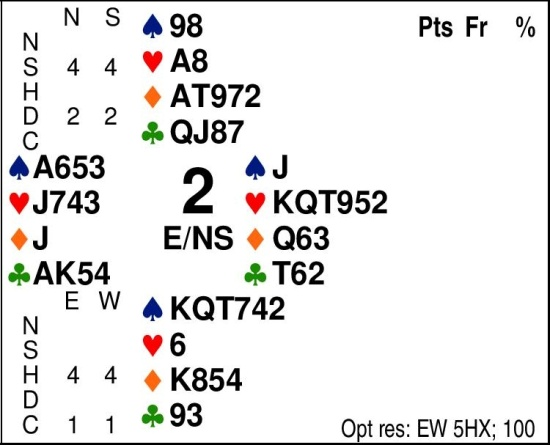 N S Pts Fr %
♠ 98
N
♥ A8
S 4 4
H
♦ AT972
D 2 2
♣ QJ87
C
♠ A653 2 ♠ J
♥ J743 ♥ KQT952
♦ J E/NS ♦ Q63
♣ AK54 ♣ T62
E W
♠ KQT742
N
♥ 6
S
H 4 4
♦ K854
D
♣ 93
C 1 1
Opt res: EW 5HX; 100